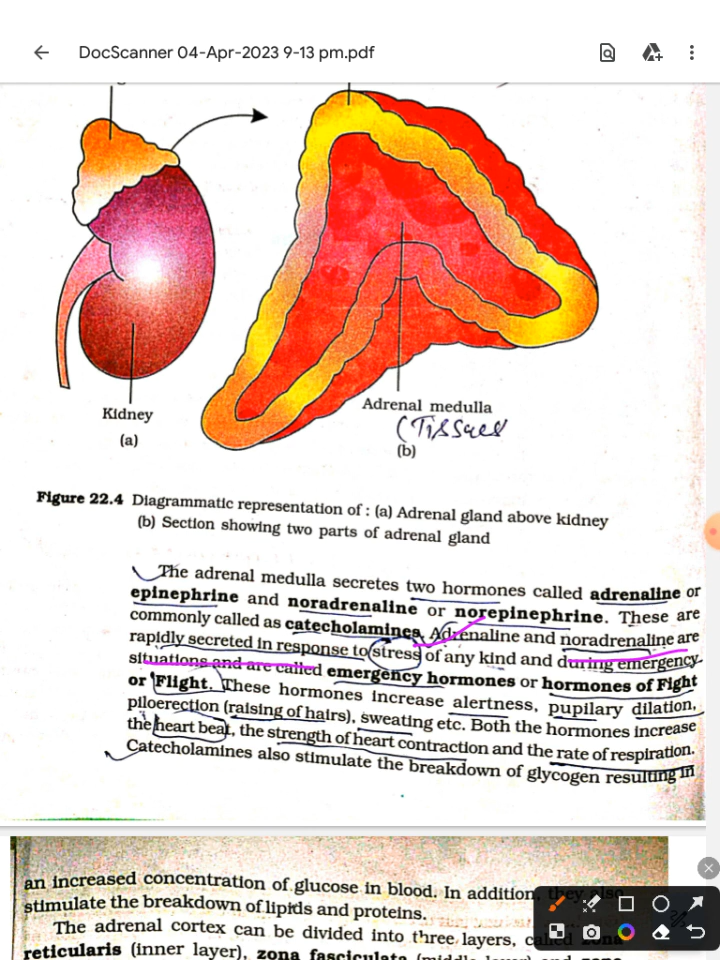 DocScanner 04-Apr-2023 9-13 pm.pdf
Kidney
(a)
Adrenal medulla
(Tissues
(b)
Figure 22.4 Diagrammatic representation of : (a) Adrenal gland above kidney
(b) Section showing two parts of adrenal gland
The adrenal medulla secretes two hormones called adrenaline or
epinephrine and noradrenaline or norepinephrine. These are
commonly called as catecholamines. Adrenaline and noradrenaline are
rapidly secreted in response to stress of any kind and during emergency
situations and are called emergency hormones or hormones of Fight
or Flight. These hormones increase alertness, pupilary dilation,
piloerection (raising of hairs), sweating etc. Both the hormones increase
the heart beat, the strength of heart contraction and the rate of respiration.
Catecholamines also stimulate the breakdown of glycogen resulting in
an increased concentration of glucose in blood. In addition, they also
stimulate the breakdown of lipids and proteins.
The adrenal cortex can be divided into three layers, called zona
reticularis (inner layer), zona fasciculata (middle layer) and zona